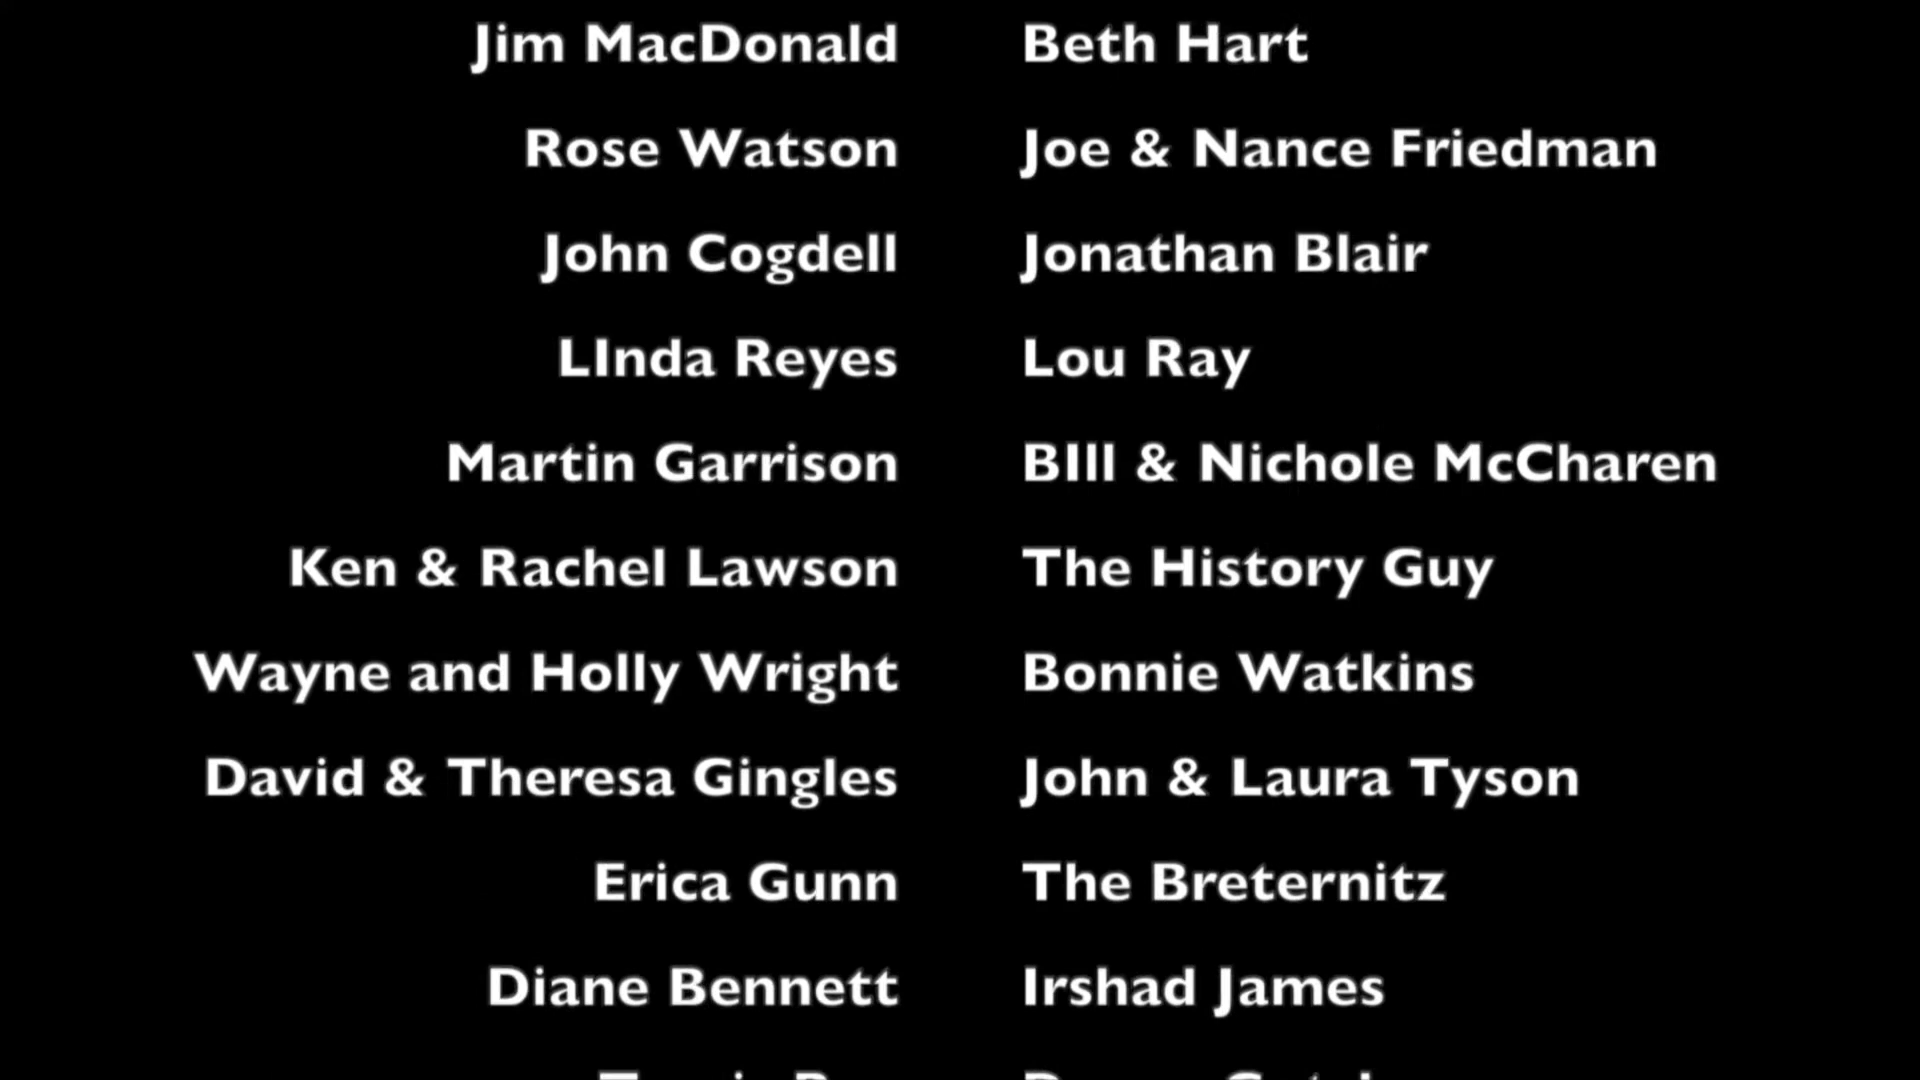 Jim MacDonald Beth Hart
Rose Watson Joe & Nance Friedman
John Cogdell Jonathan Blair
LInda Reyes Lou Ray
Martin Garrison BIll & Nichole McCharen
Ken & Rachel Lawson The History Guy
Wayne and Holly Wright Bonnie Watkins
David & Theresa Gingles John & Laura Tyson
Erica Gunn The Breternitz
Diane Bennett Irshad James